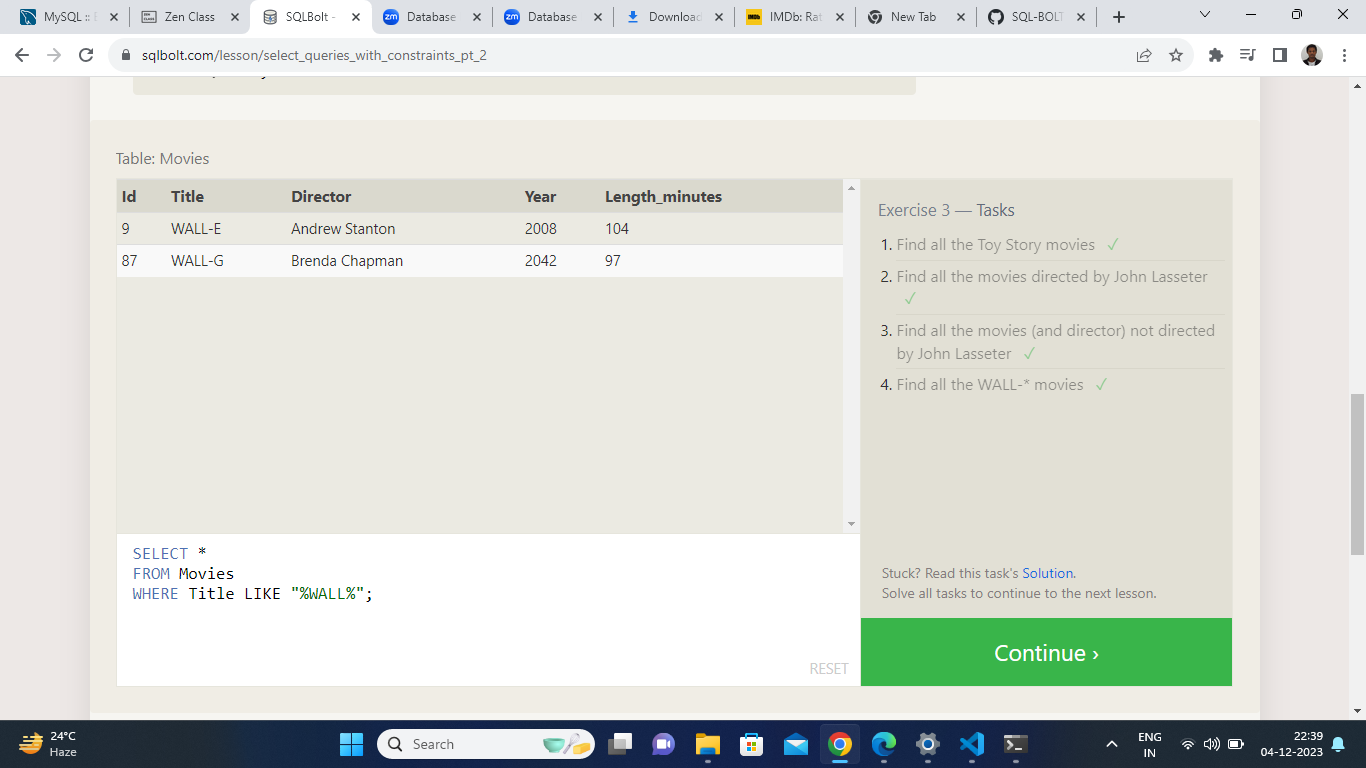 MySQL :: E
Zen Class
SQLBolt -
Database
Database
Download
IMDb: Rat
New Tab
SQL-BOLT
sqlbolt.com/lesson/select_queries_with_constraints_pt_2
Table: Movies
Id Title Director Year Length_minutes
9 WALL-E Andrew Stanton 2008 104
87 WALL-G Brenda Chapman 2042 97
Exercise 3 — Tasks
1. Find all the Toy Story movies ✓
2. Find all the movies directed by John Lasseter
✓
3. Find all the movies (and director) not directed
by John Lasseter ✓
4. Find all the WALL-* movies ✓
SELECT *
FROM Movies
WHERE Title LIKE "%WALL%";
RESET
Stuck? Read this task's Solution.
Solve all tasks to continue to the next lesson.
Continue ›
24°C
Haze
Search
ENG
IN
22:39
04-12-2023